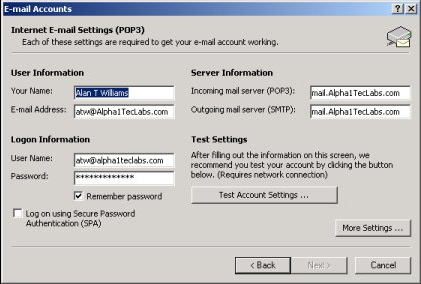 E-mail Accounts
Internet E-mail Settings (POP3)
Each of these settings are required to get your e-mail account working.
User Information
Your Name: Alan T Williams
E-mail Address: atw@Alpha1TecLabs.com
Server Information
Incoming mail server (POP3): mail.Alpha1TecLabs.com
Outgoing mail server (SMTP): mail.Alpha1TecLabs.com
Logon Information
User Name: atw@alpha1teclabs.com
Password: *************
Remember password
Log on using Secure Password
Authentication (SPA)
Test Settings
After filling out the information on this screen, we
recommend you test your account by clicking the button
below. (Requires network connection)
Test Account Settings ...
More Settings ...
< Back
Next >
Cancel